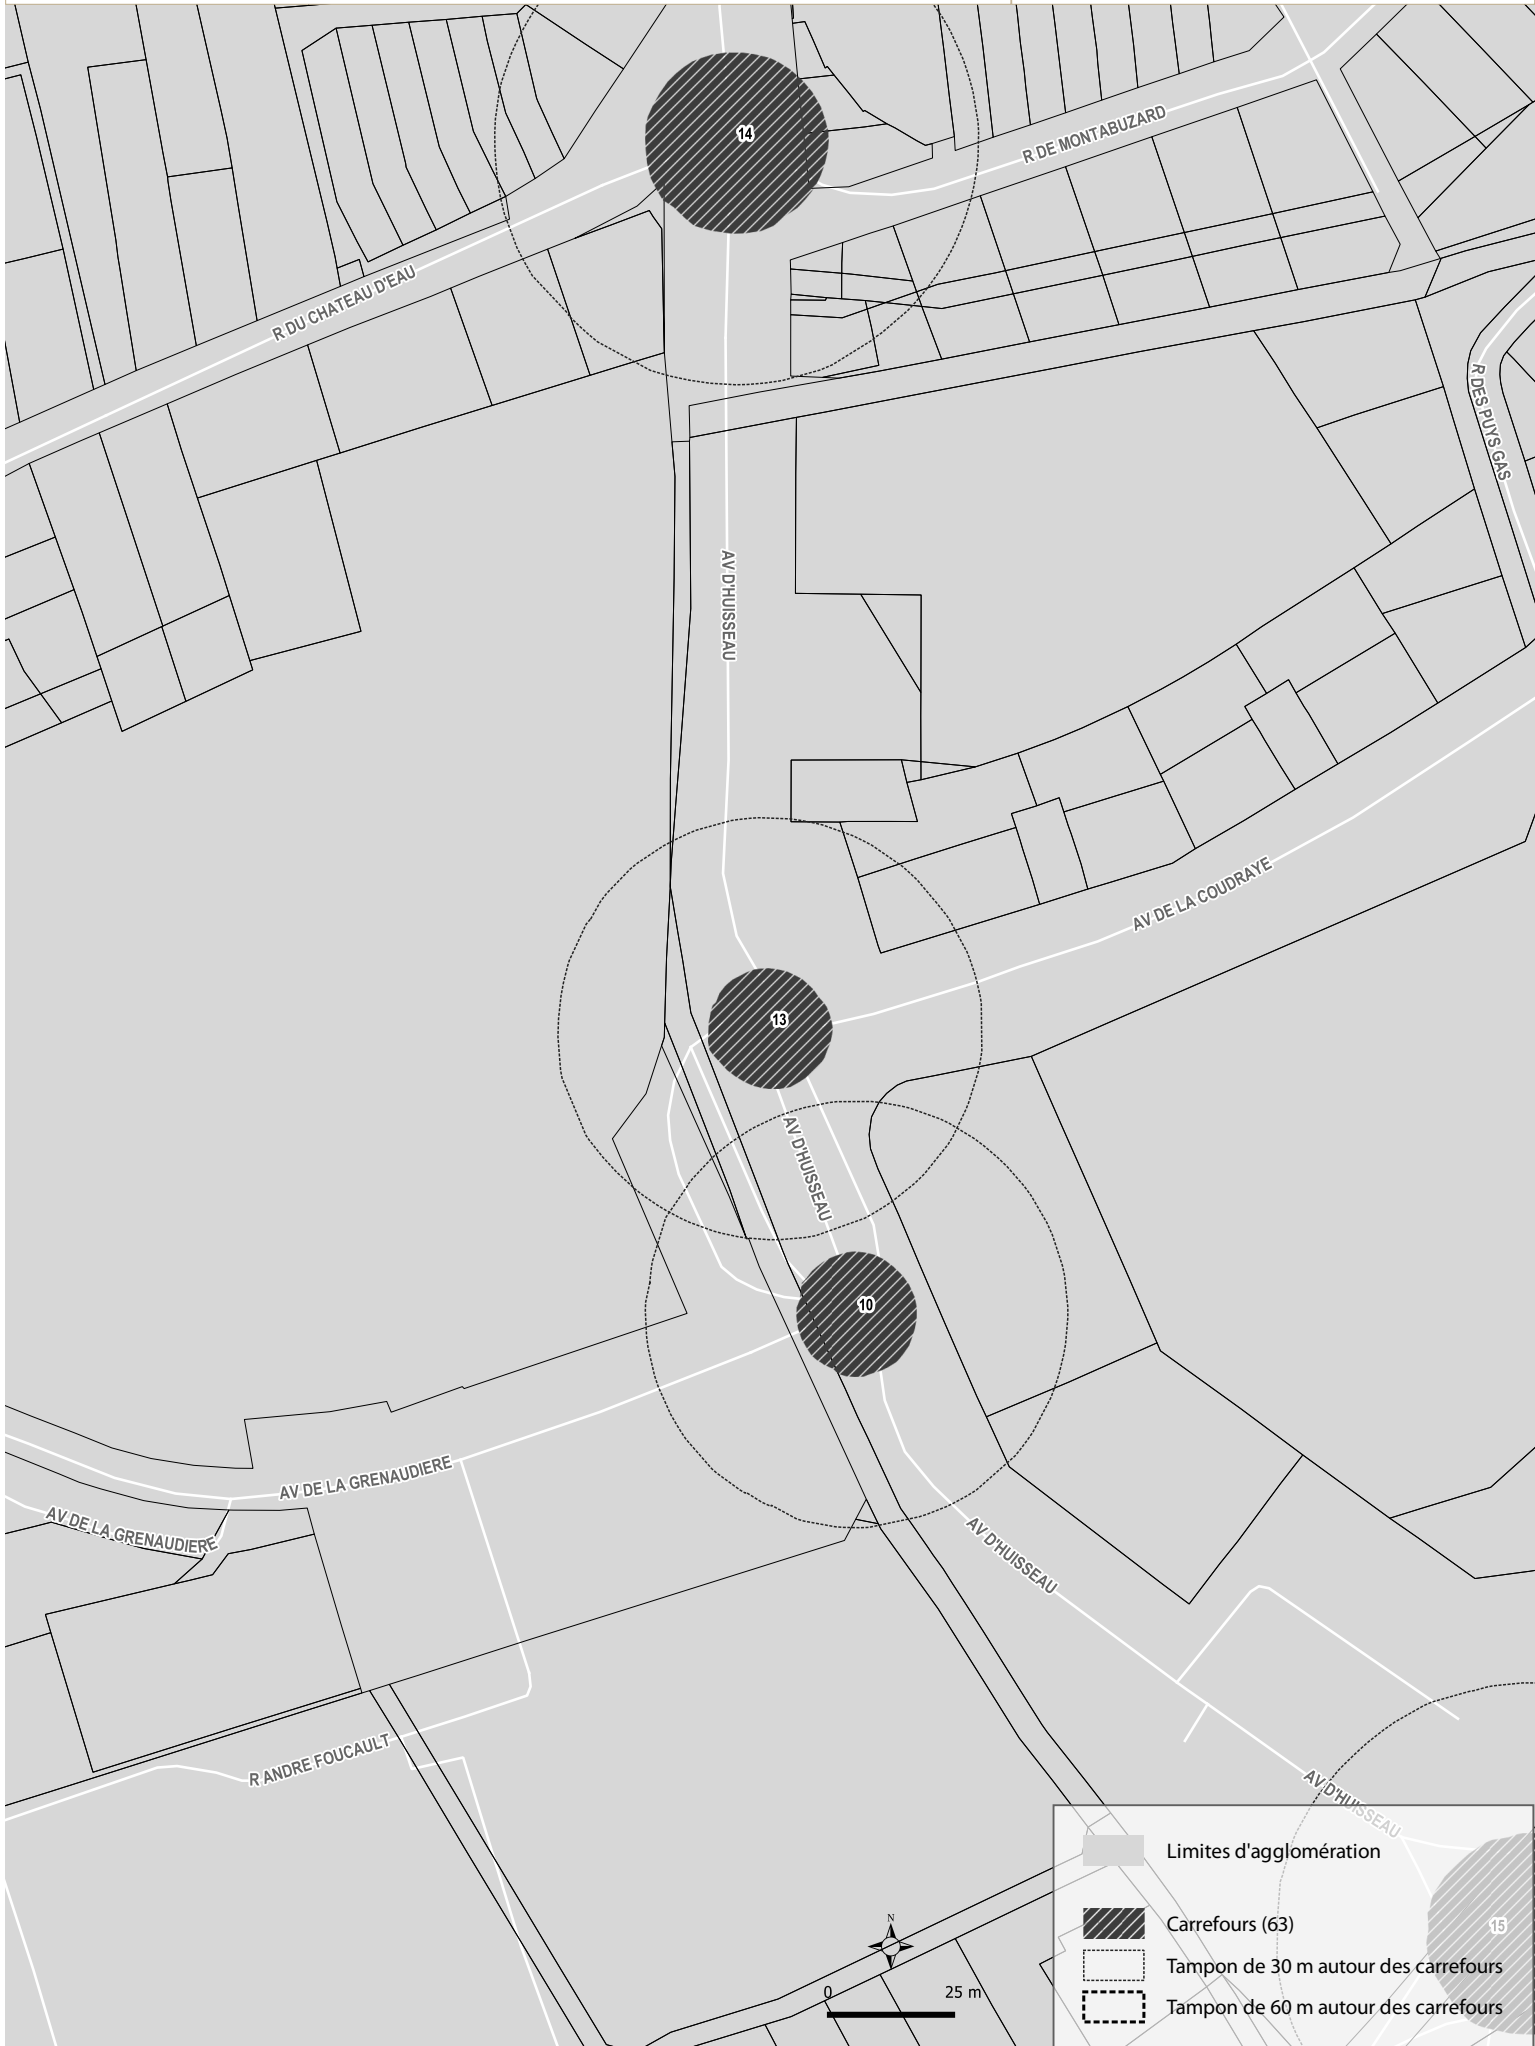 14
R DE MONTABUZARD
R DU CHATEAU D'EAU
R DES PUYS GAS
AV D'HUISSEAU
AV DE LA COUDRAYE
13
AV D'HUISSEAU
10
AV DE LA GRENAUDIERE
AV DE LA GRENAUDIERE
AV D'HUISSEAU
R ANDRE FOUCAULT
AV D'HUISSEAU
Limites d'agglomération
Carrefours (63)
15
Tampon de 30 m autour des carrefours
Tampon de 60 m autour des carrefours
N
0 25 m